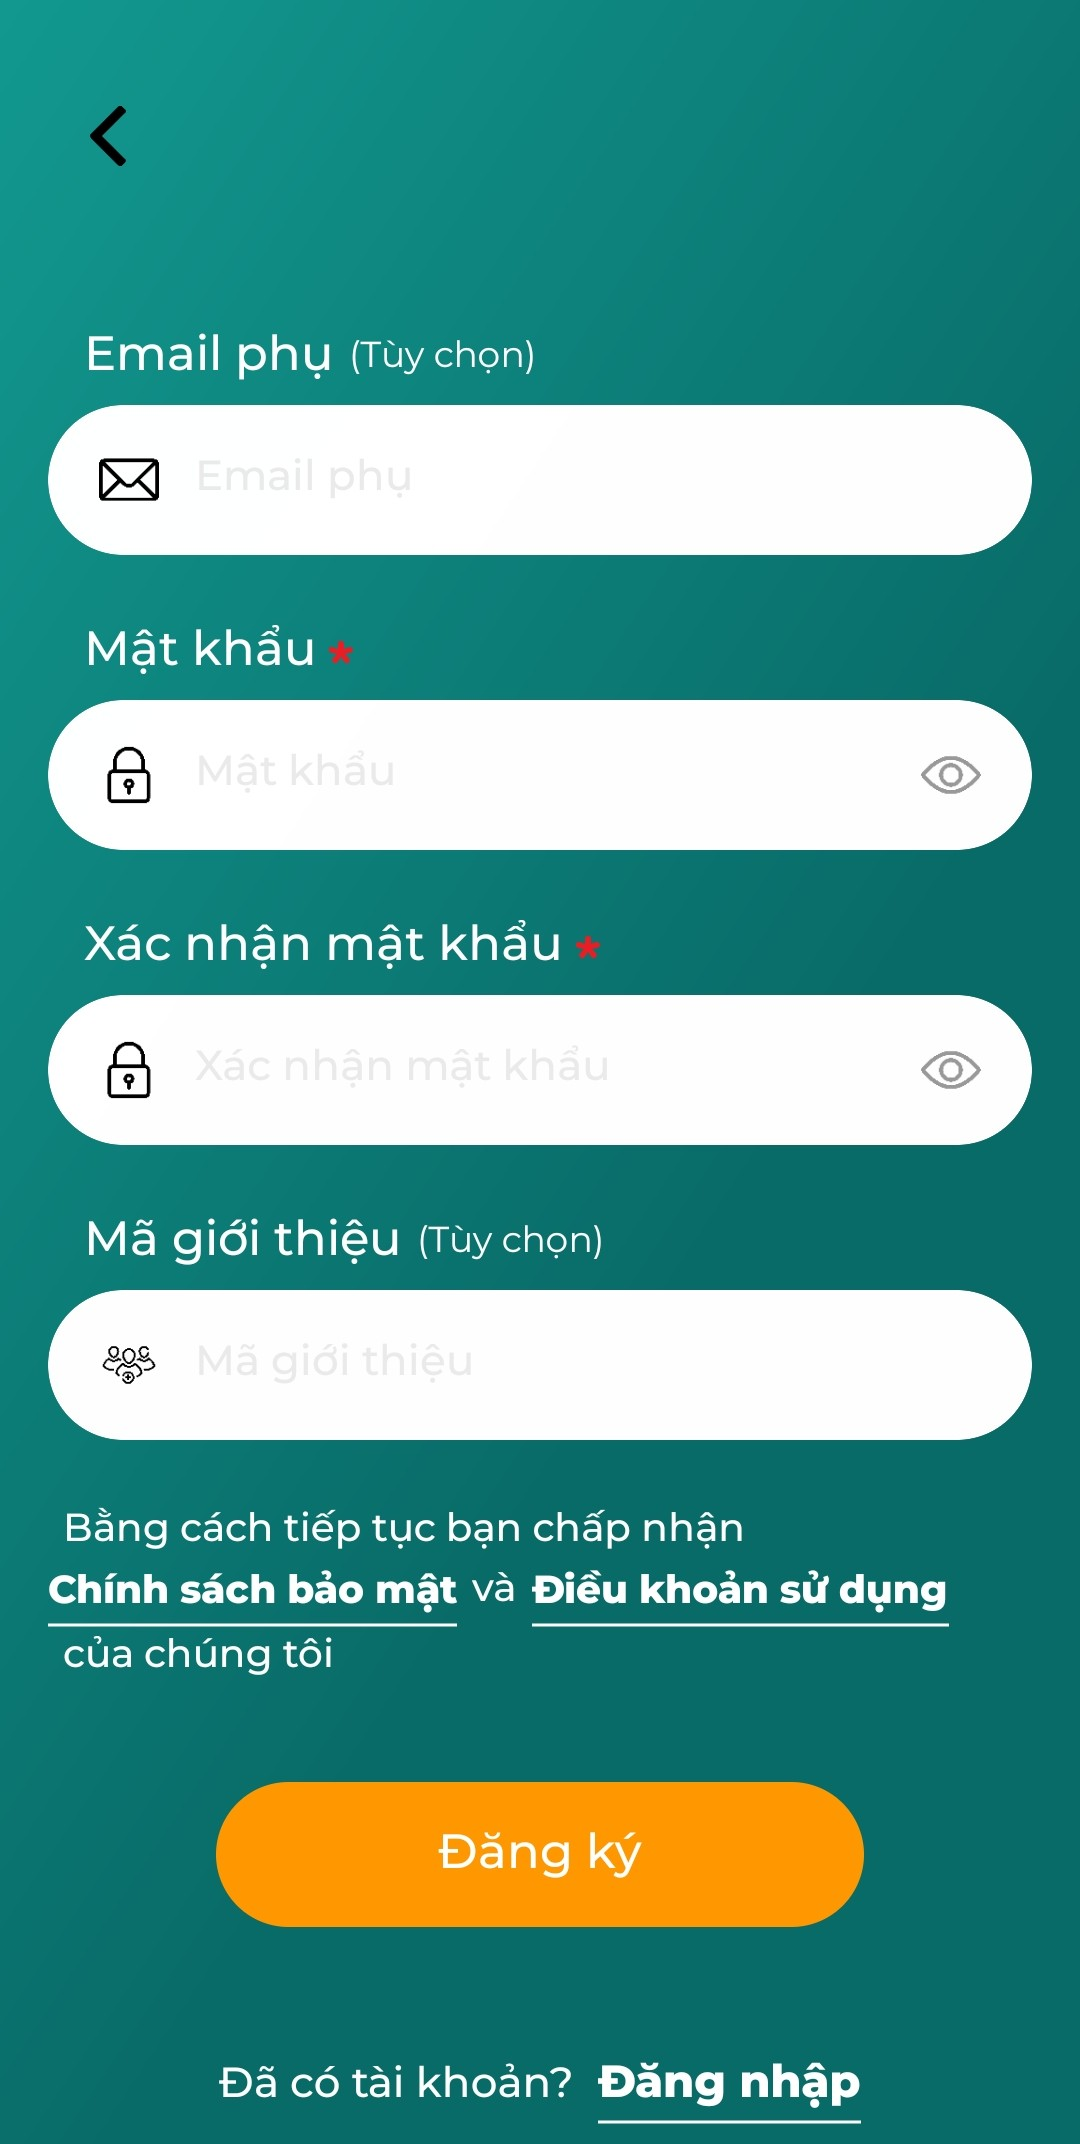 Email phụ (Tùy chọn)
Email phụ
Mật khẩu *
Mật khẩu
Xác nhận mật khẩu *
Xác nhận mật khẩu
Mã giới thiệu (Tùy chọn)
Mã giới thiệu
Bằng cách tiếp tục bạn chấp nhận
Chính sách bảo mật và Điều khoản sử dụng
của chúng tôi
Đăng ký
Đã có tài khoản? Đăng nhập